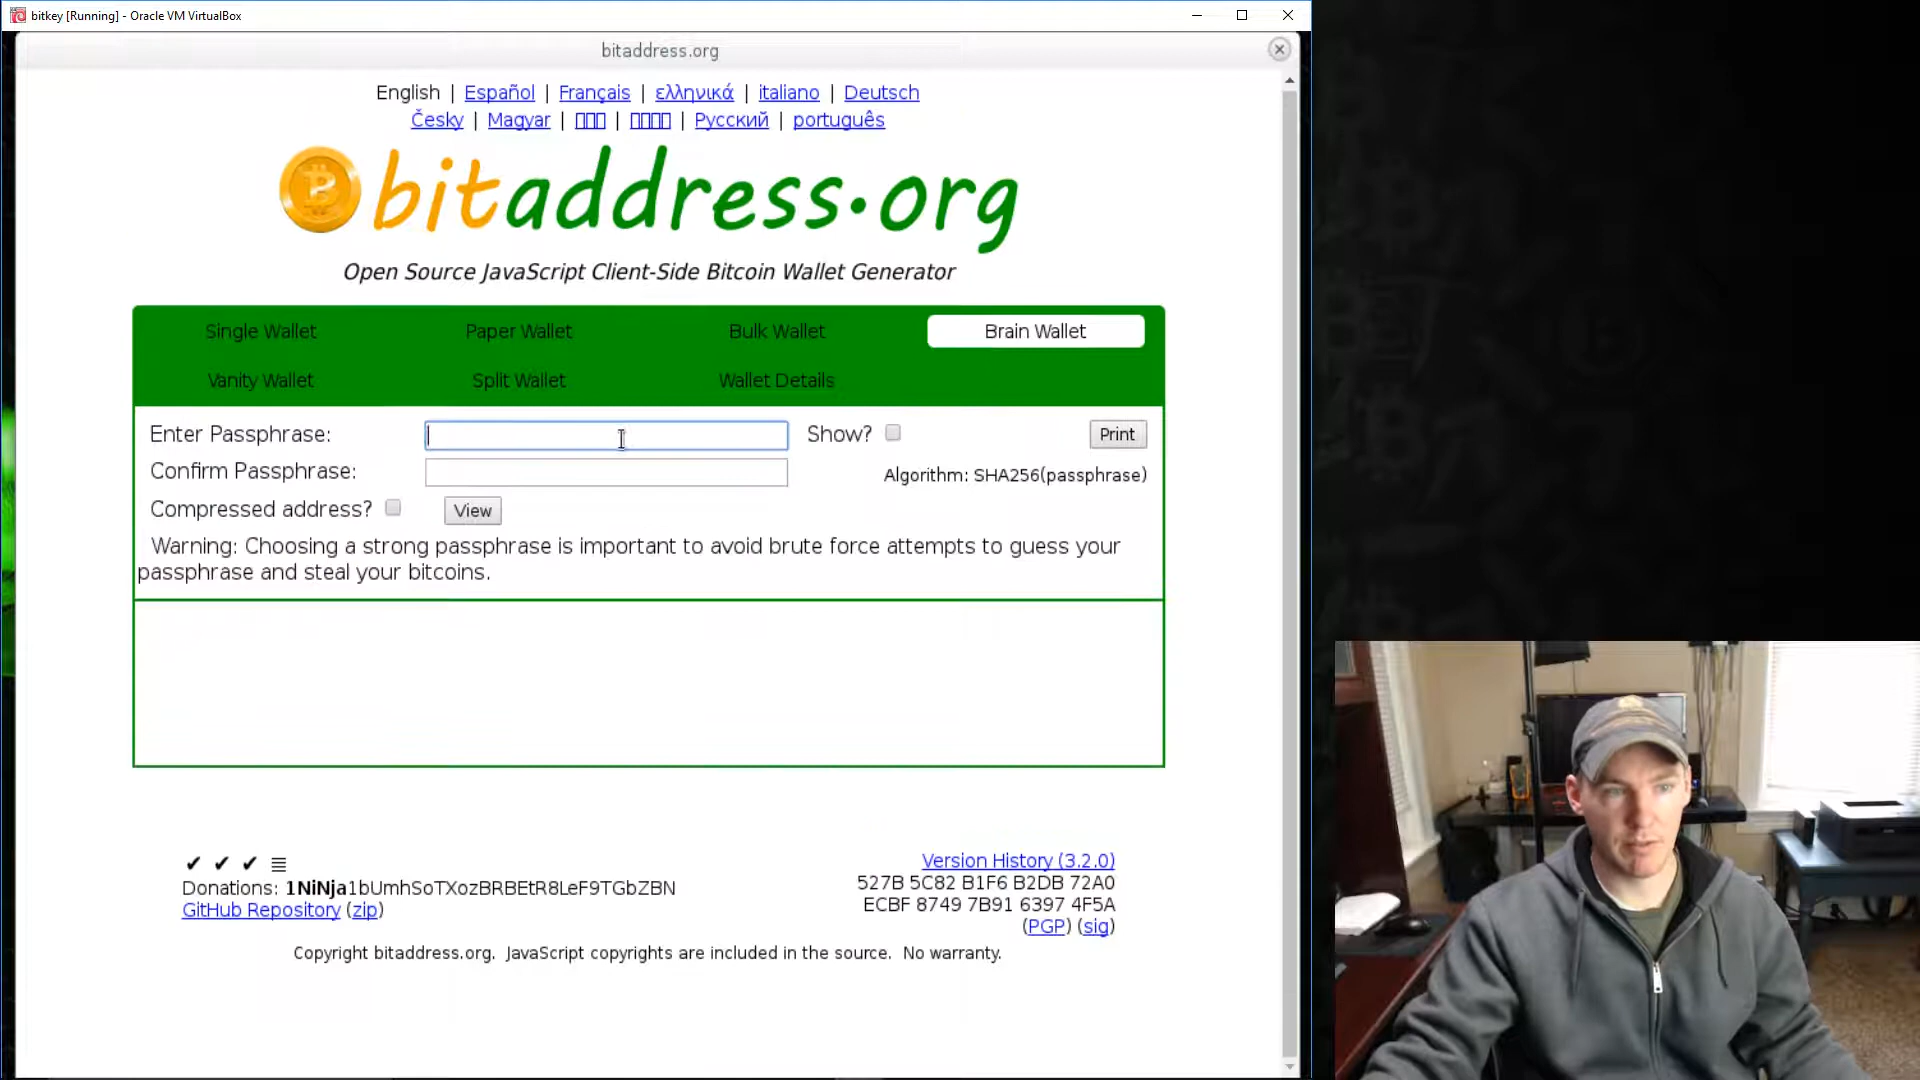 bitkey [Running] - Oracle VM VirtualBox
bitaddress.org
English | Español | Français | ελληνικά | italiano | Deutsch
Česky | Magyar | | | Русский | português
bitaddress.org
Open Source JavaScript Client-Side Bitcoin Wallet Generator
Single Wallet Paper Wallet Bulk Wallet Brain Wallet
Vanity Wallet Split Wallet Wallet Details
Enter Passphrase: Show? Print
Confirm Passphrase: Algorithm: SHA256(passphrase)
Compressed address? View
Warning: Choosing a strong passphrase is important to avoid brute force attempts to guess your
passphrase and steal your bitcoins.
Version History (3.2.0)
Donations: 1NiNja1bUmhSoTXozBRBEtR8LeF9TGbZBN 527B 5C82 B1F6 B2DB 72A0
GitHub Repository (zip) ECBF 8749 7B91 6397 4F5A
(PGP) (sig)
Copyright bitaddress.org. JavaScript copyrights are included in the source. No warranty.